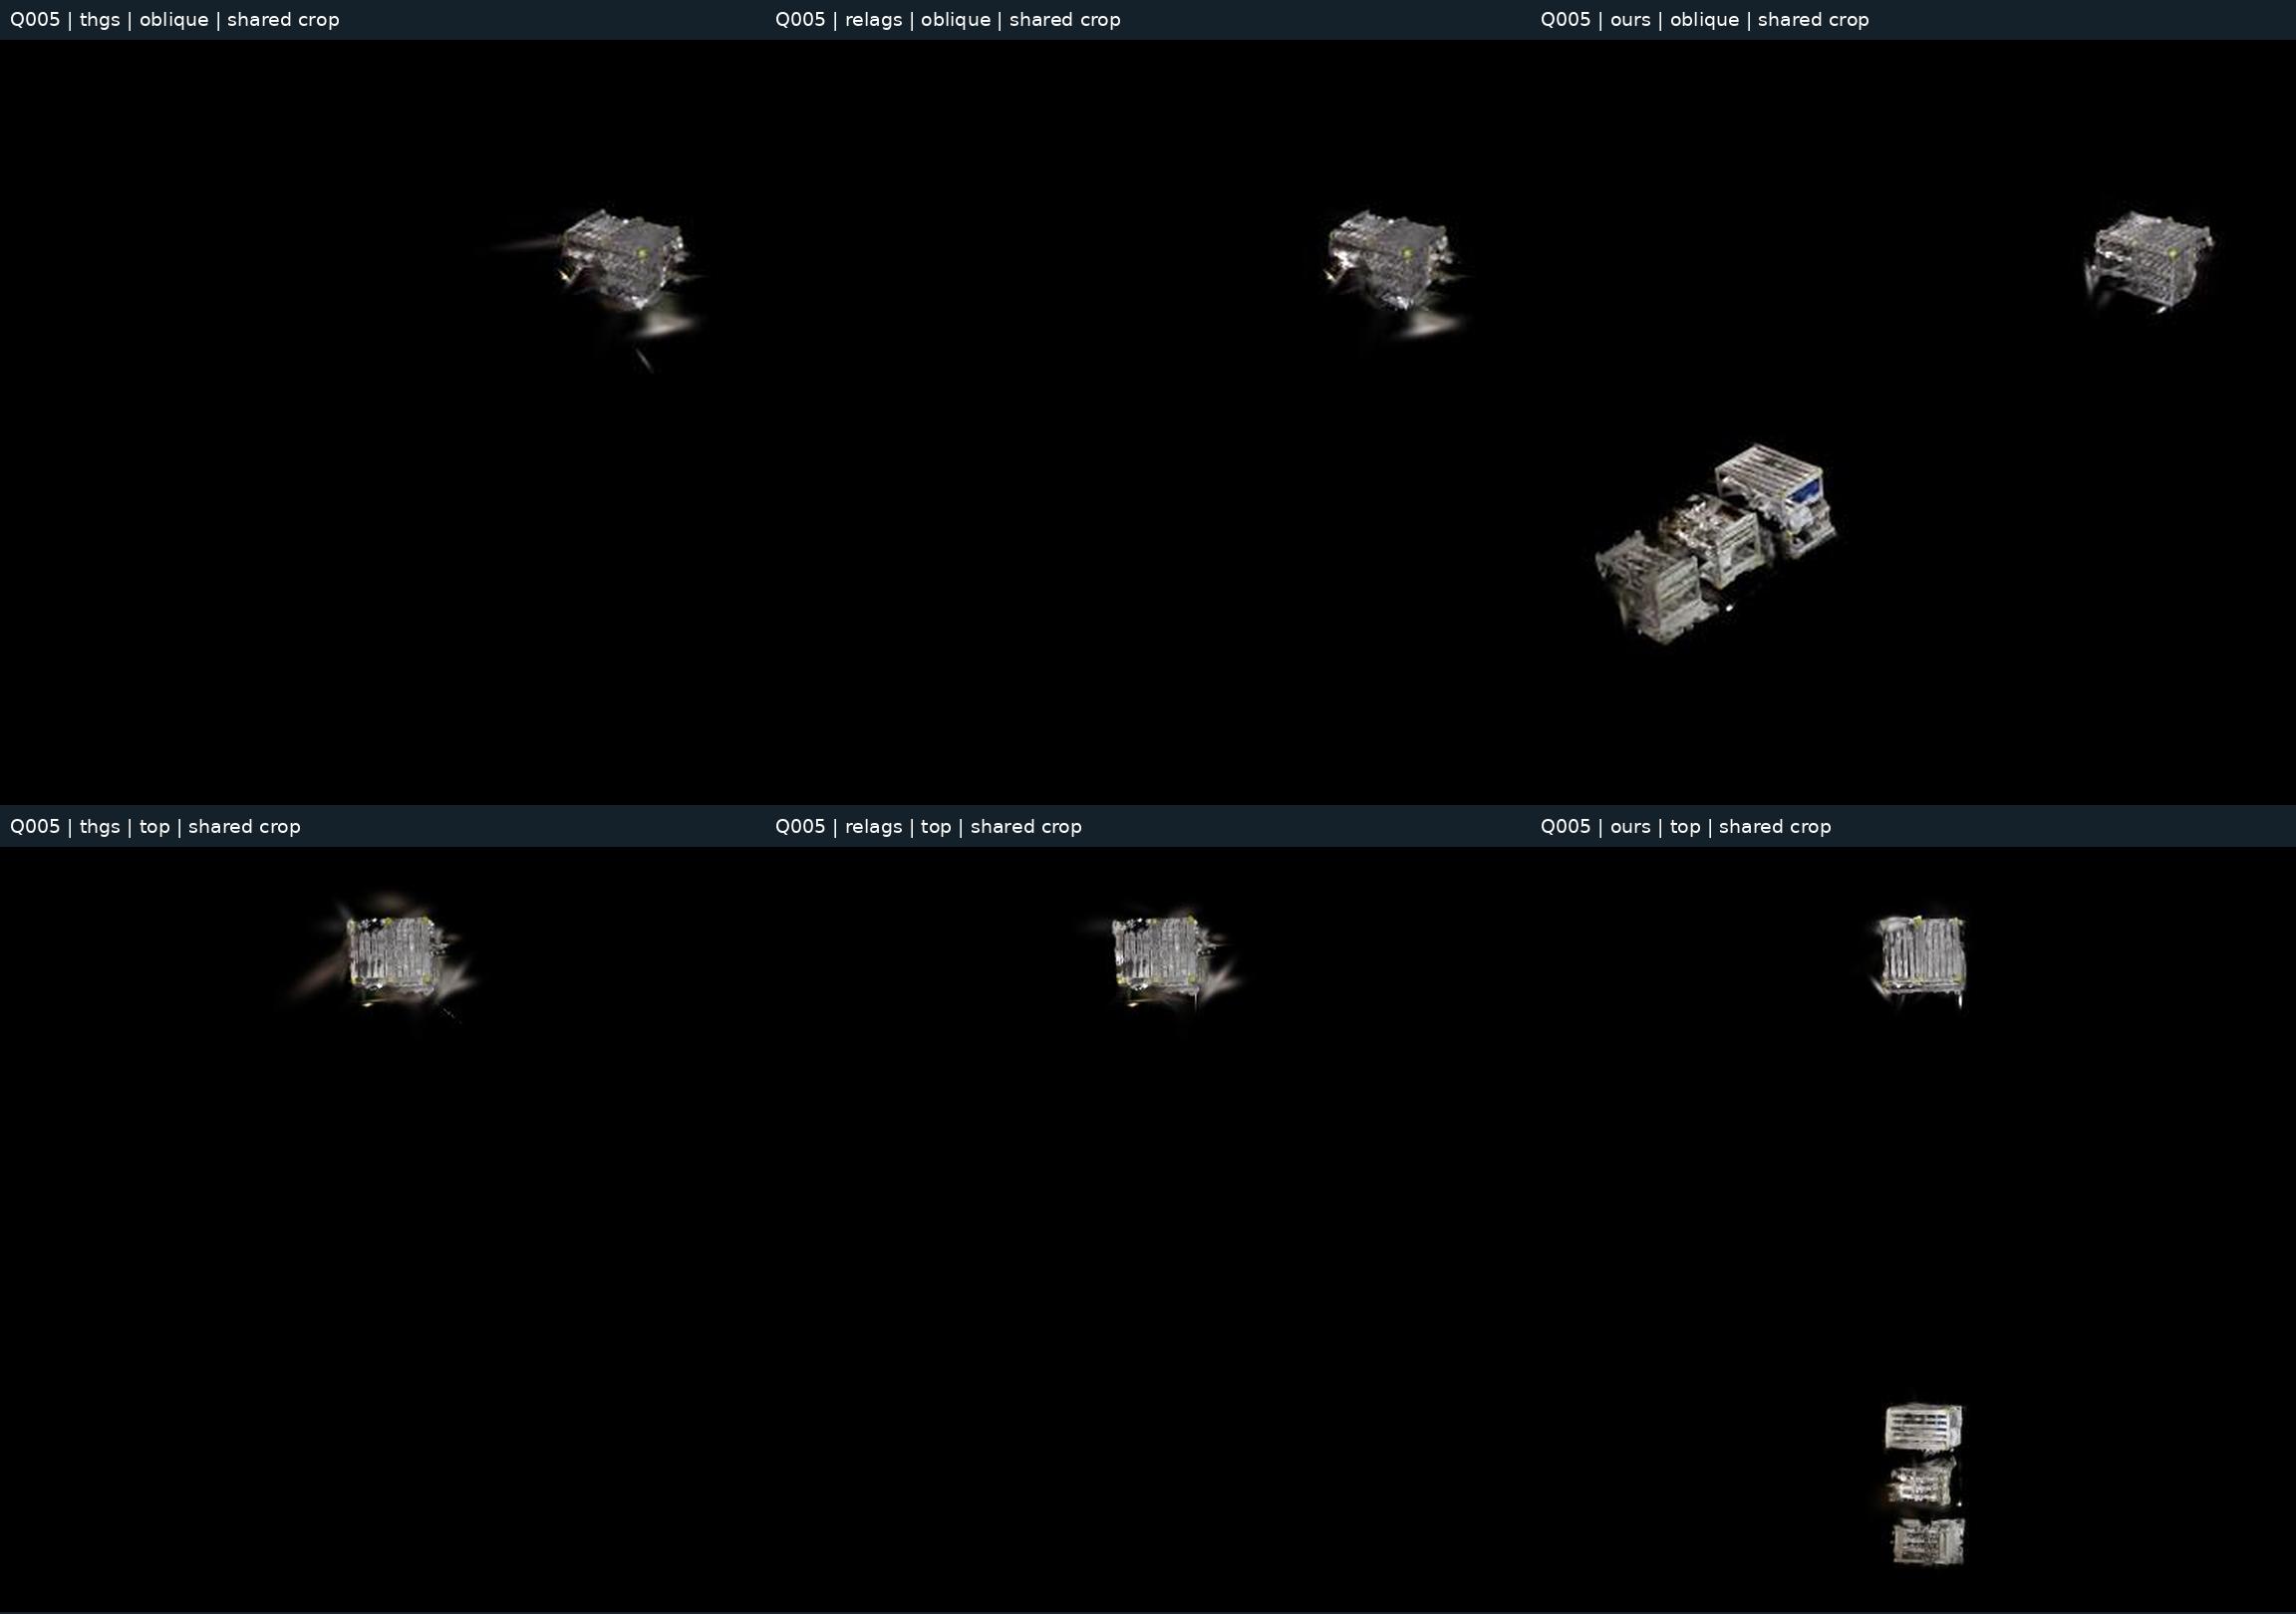 Q005 | thgs | oblique | shared crop
Q005 | relags | oblique | shared crop
Q005 | ours | oblique | shared crop
Q005 | thgs | top | shared crop
Q005 | relags | top | shared crop
Q005 | ours | top | shared crop